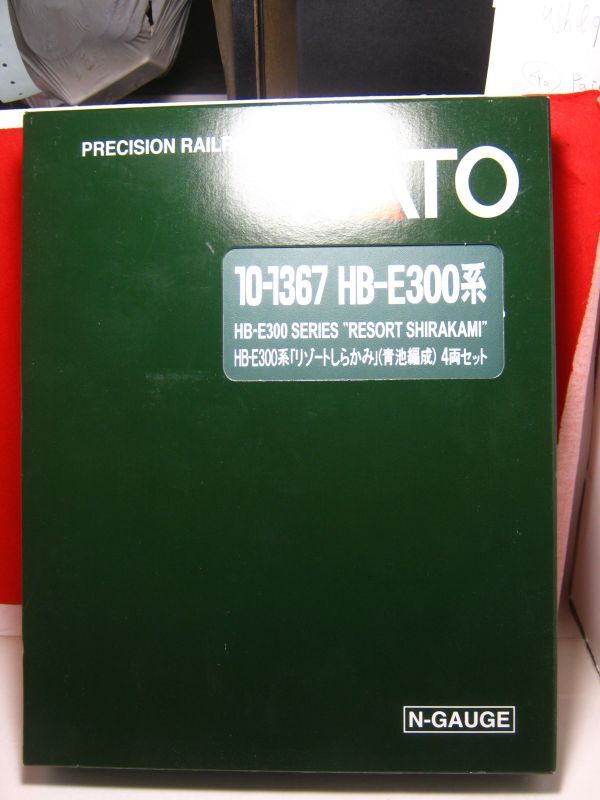 PRECISION RAILR
ATO
10-1367 HB-E300系
HB-E300 SERIES "RESORT SHIRAKAMI"
HB-E300系「リゾートしらかみ」(青池編成) 4両セット
N-GAUGE